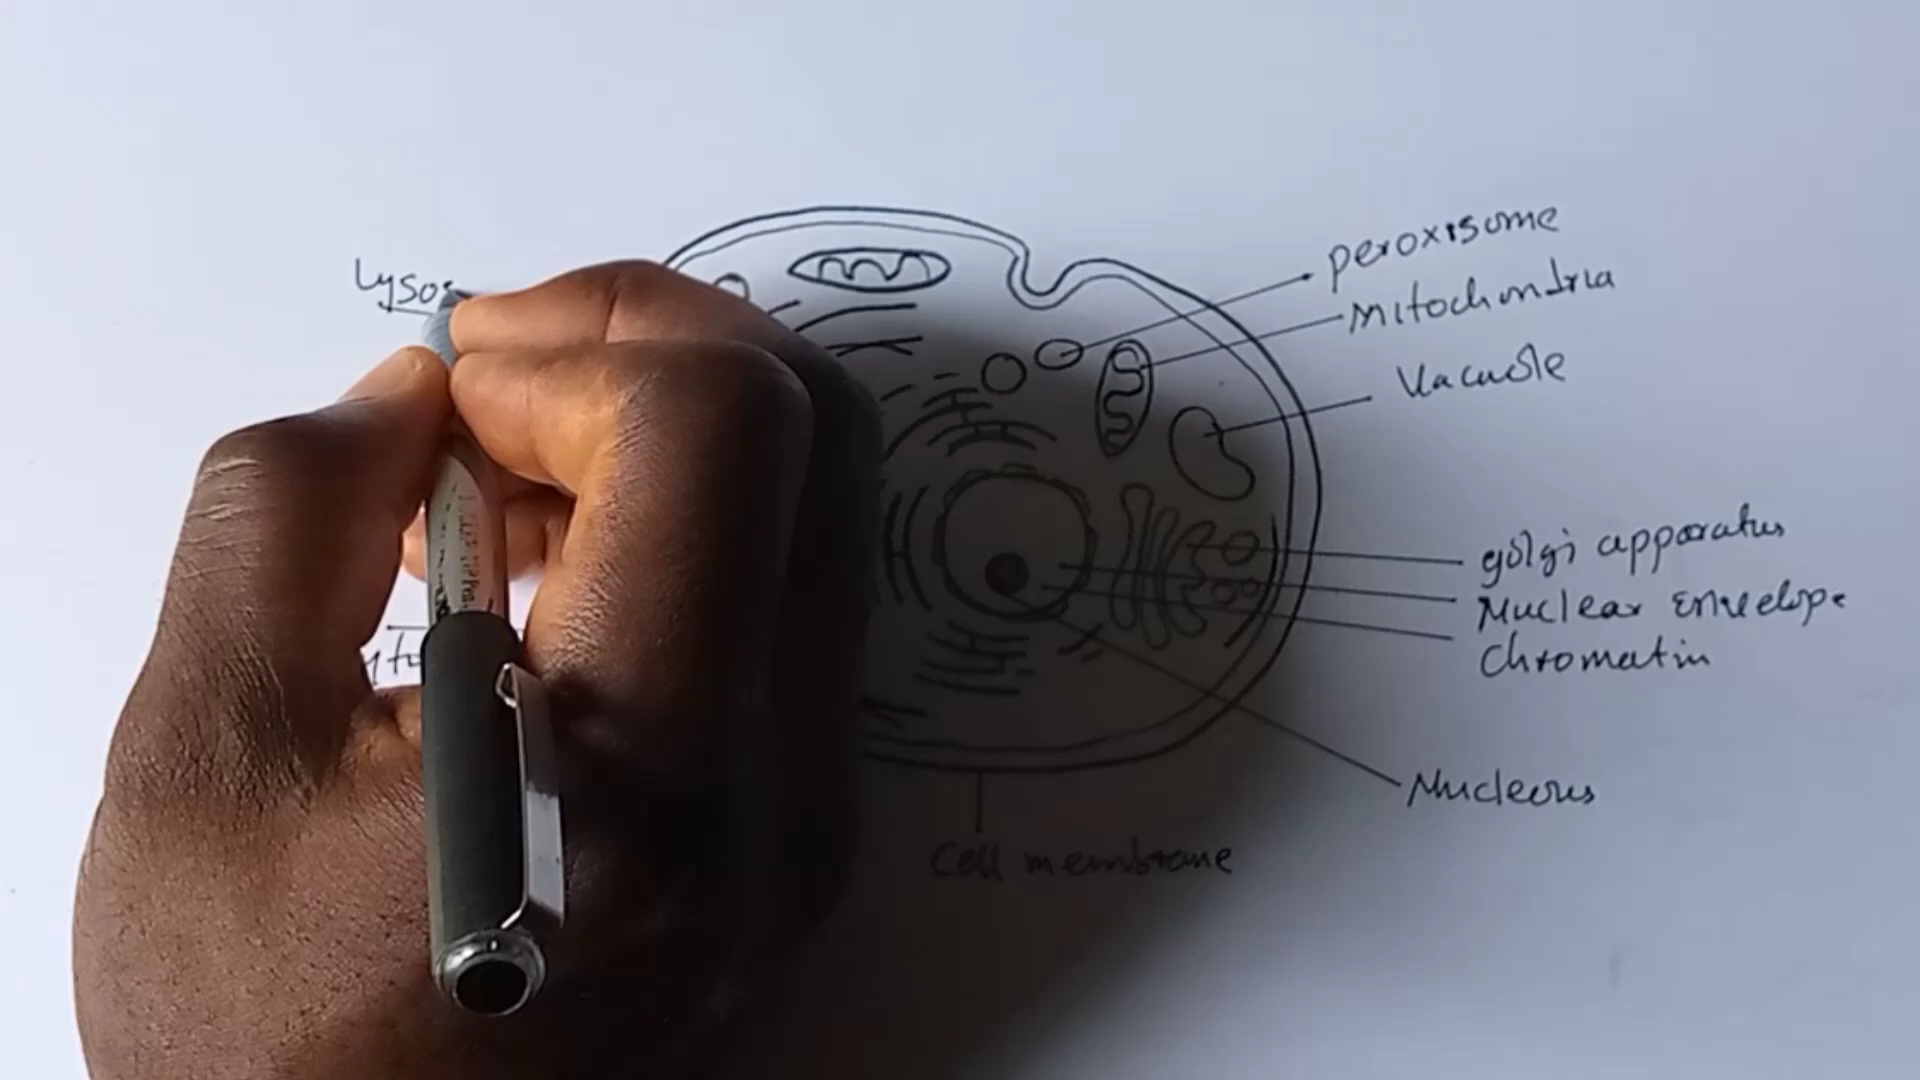 peroxisome
Mitochondria
Lysos
Vacuole
golgi apparatus
Nuclear Envelope
Chromatin
Nucleous
Cell membrane